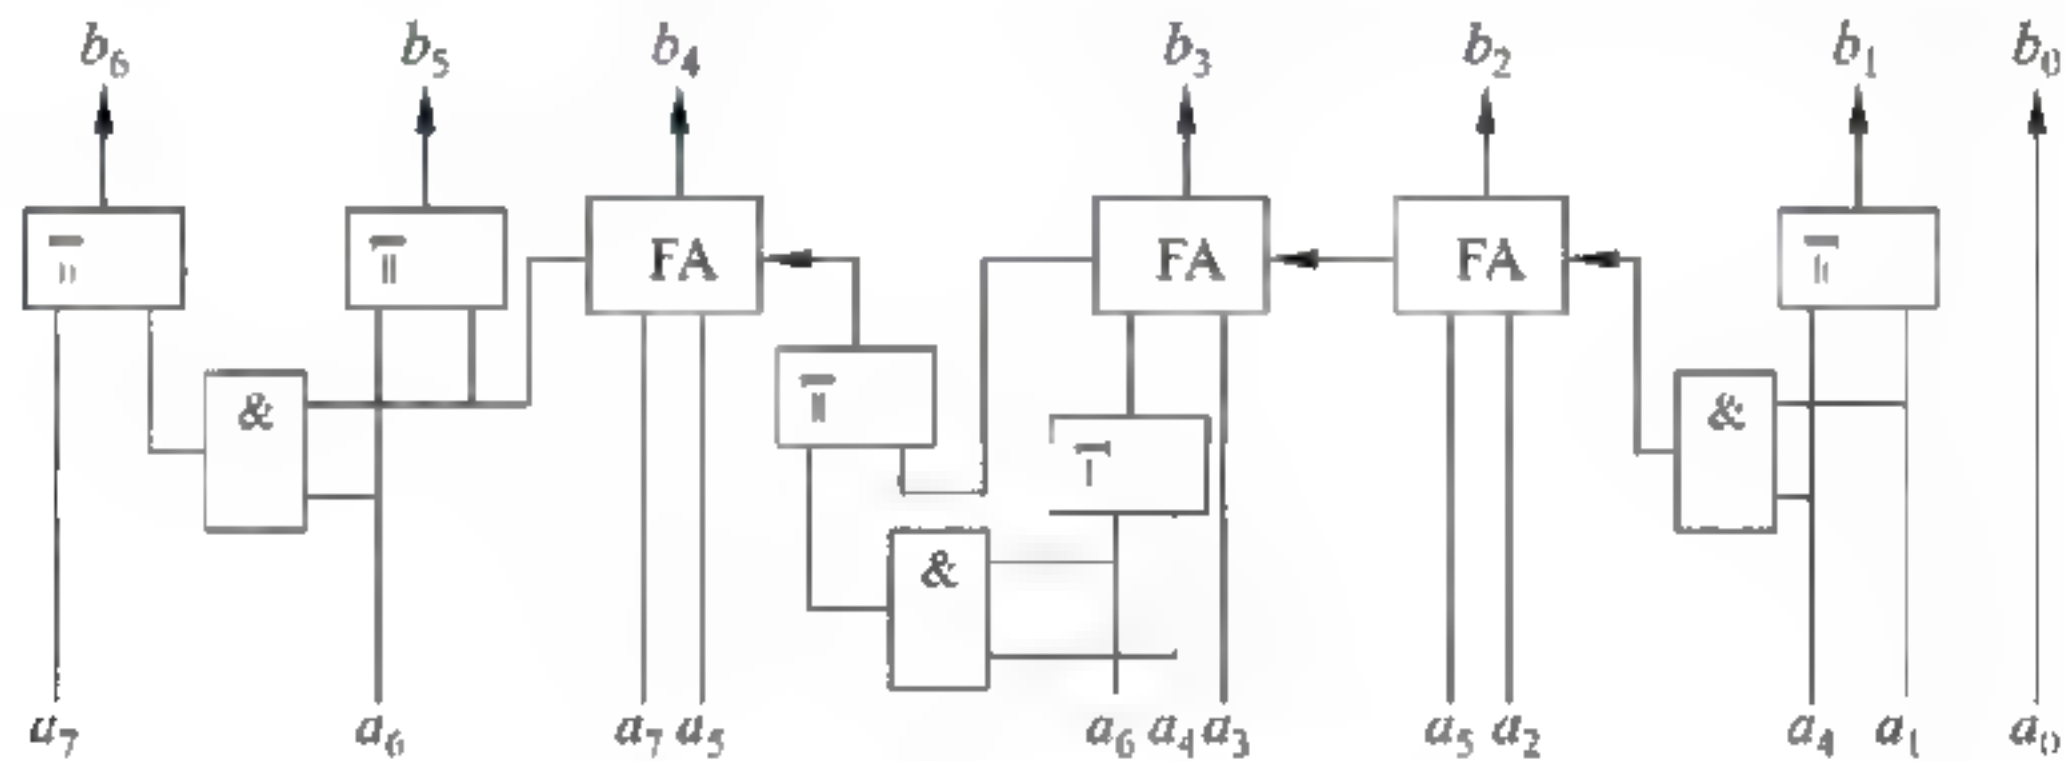 b₆ b₅ b₄ b₃ b₂ b₁ b₀
FA FA FA
& & &
&
a₇ a₆ a₇ a₅ a₆ a₄ a₃ a₅ a₂ a₄ a₁ a₀